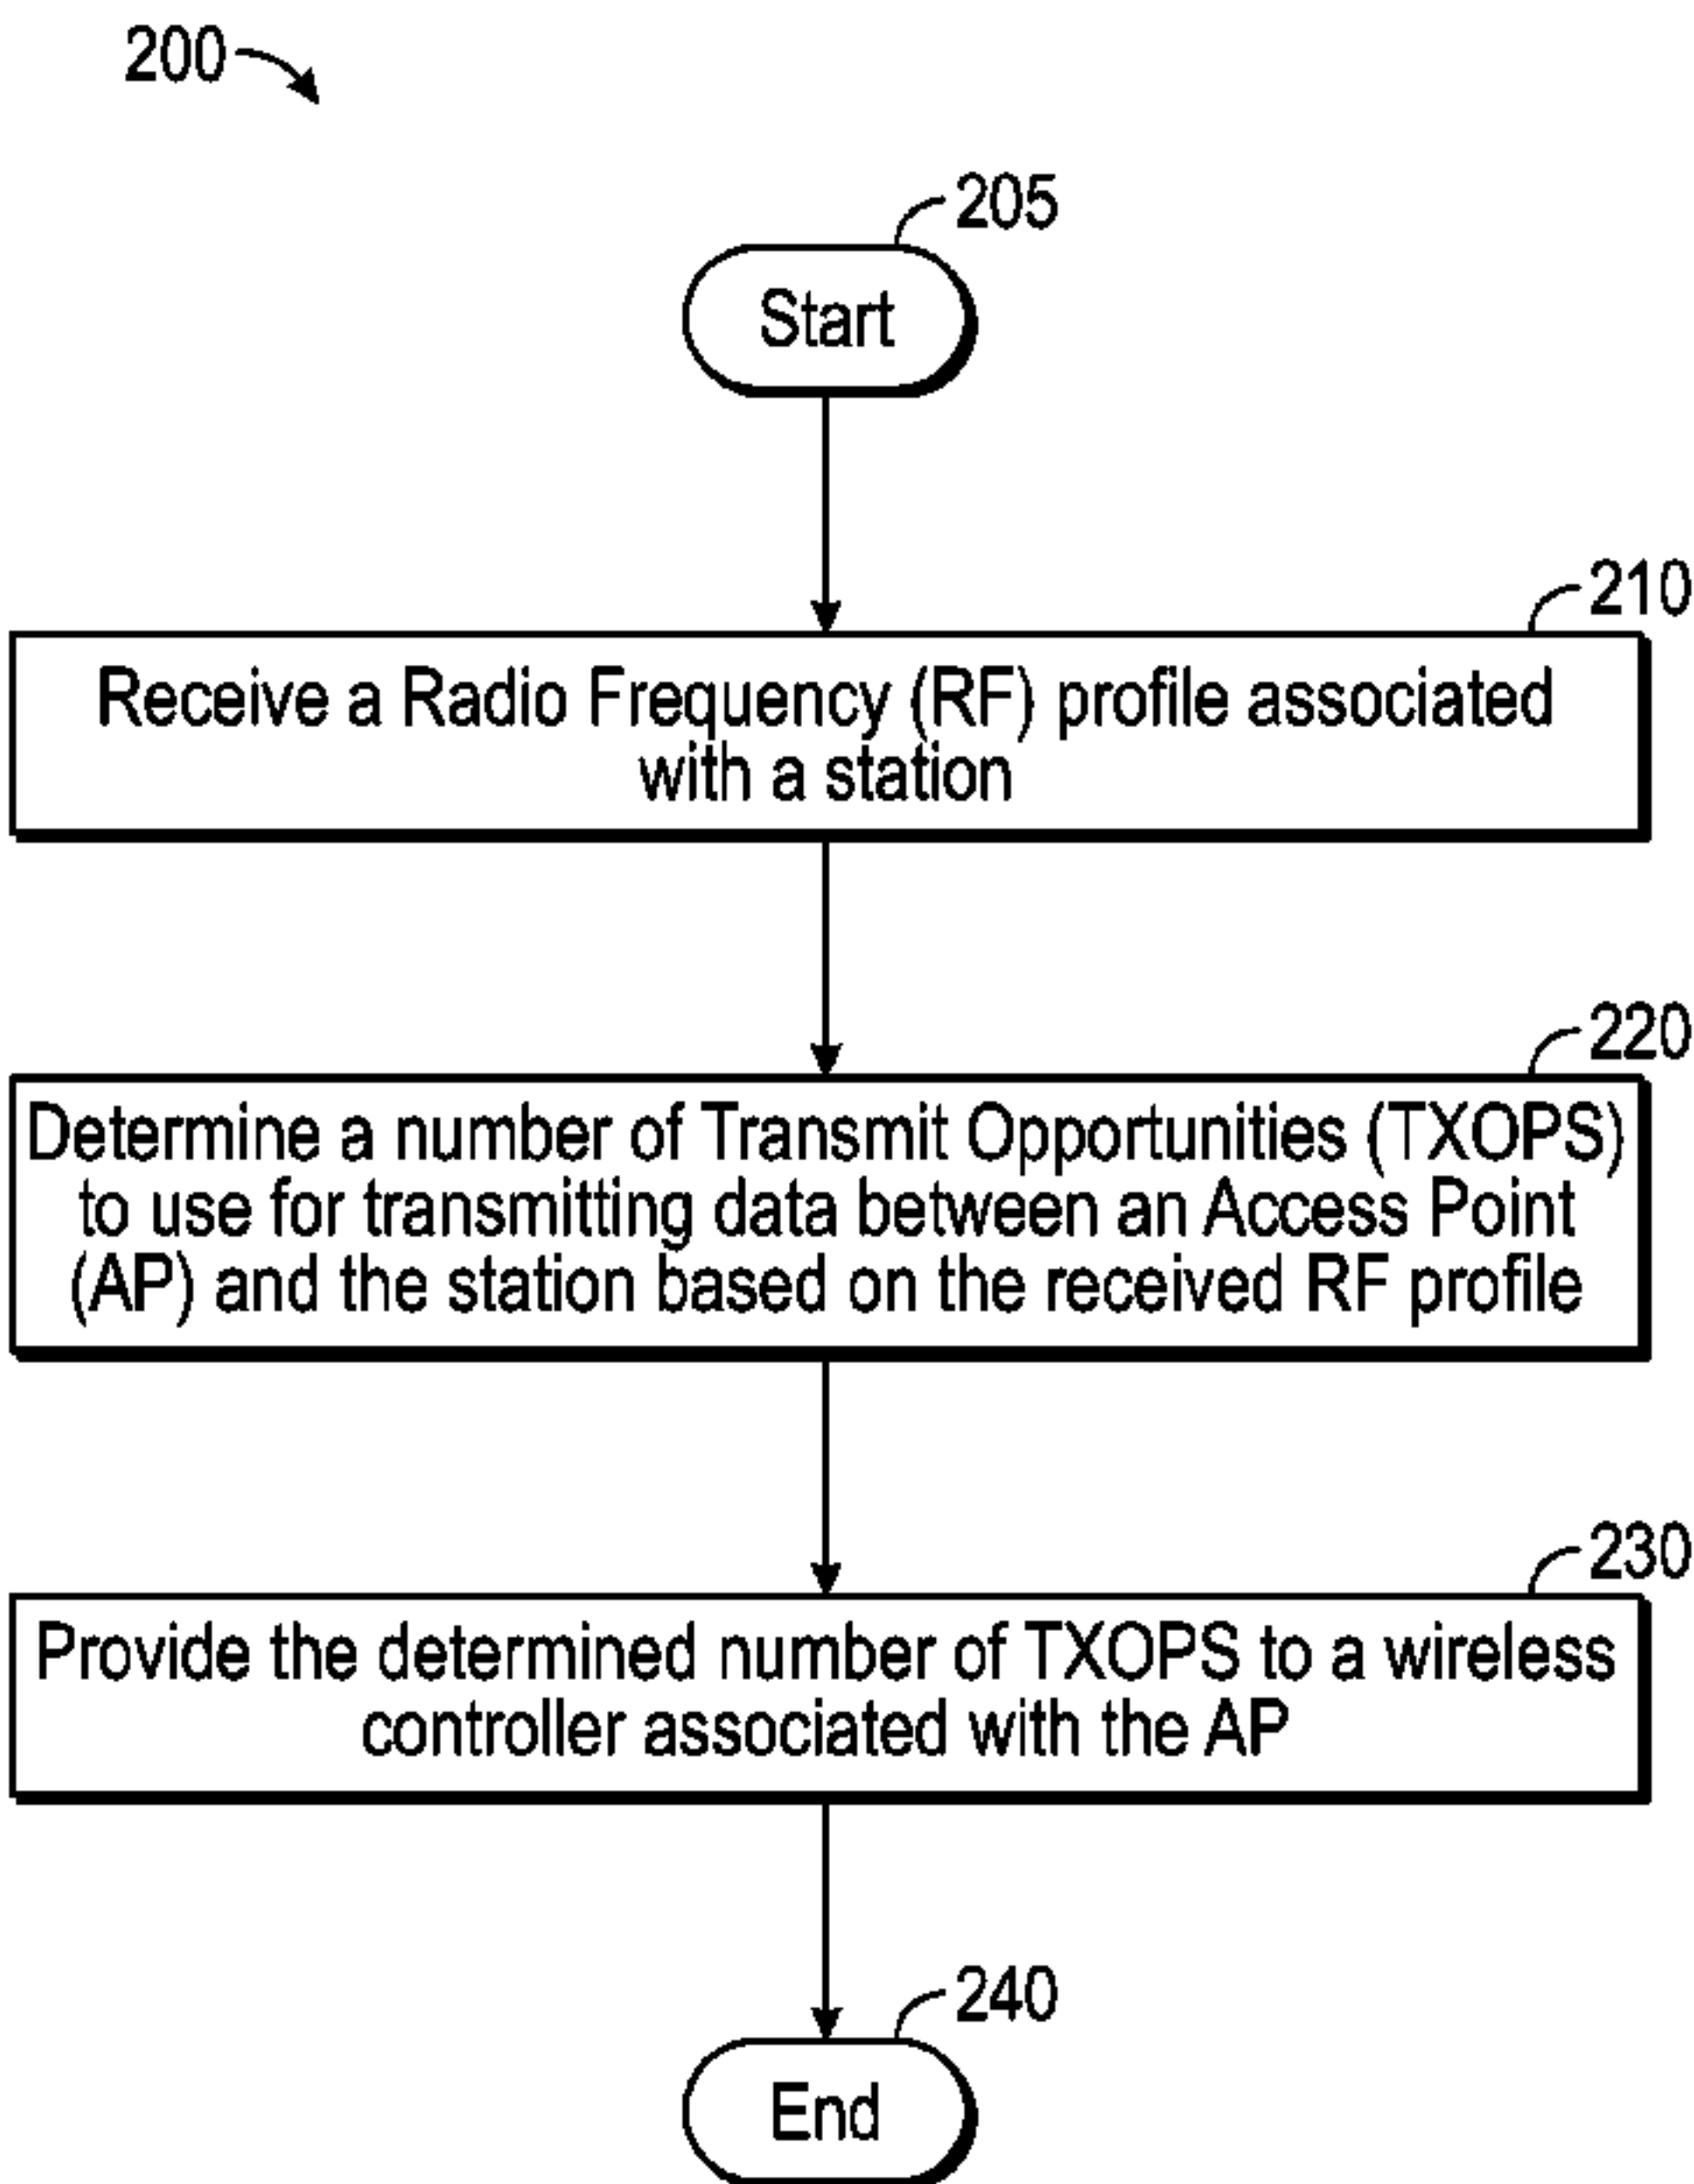 200
205
Start
210
Receive a Radio Frequency (RF) profile associated
with a station
220
Determine a number of Transmit Opportunities (TXOPS)
to use for transmitting data between an Access Point
(AP) and the station based on the received RF profile
230
Provide the determined number of TXOPS to a wireless
controller associated with the AP
240
End